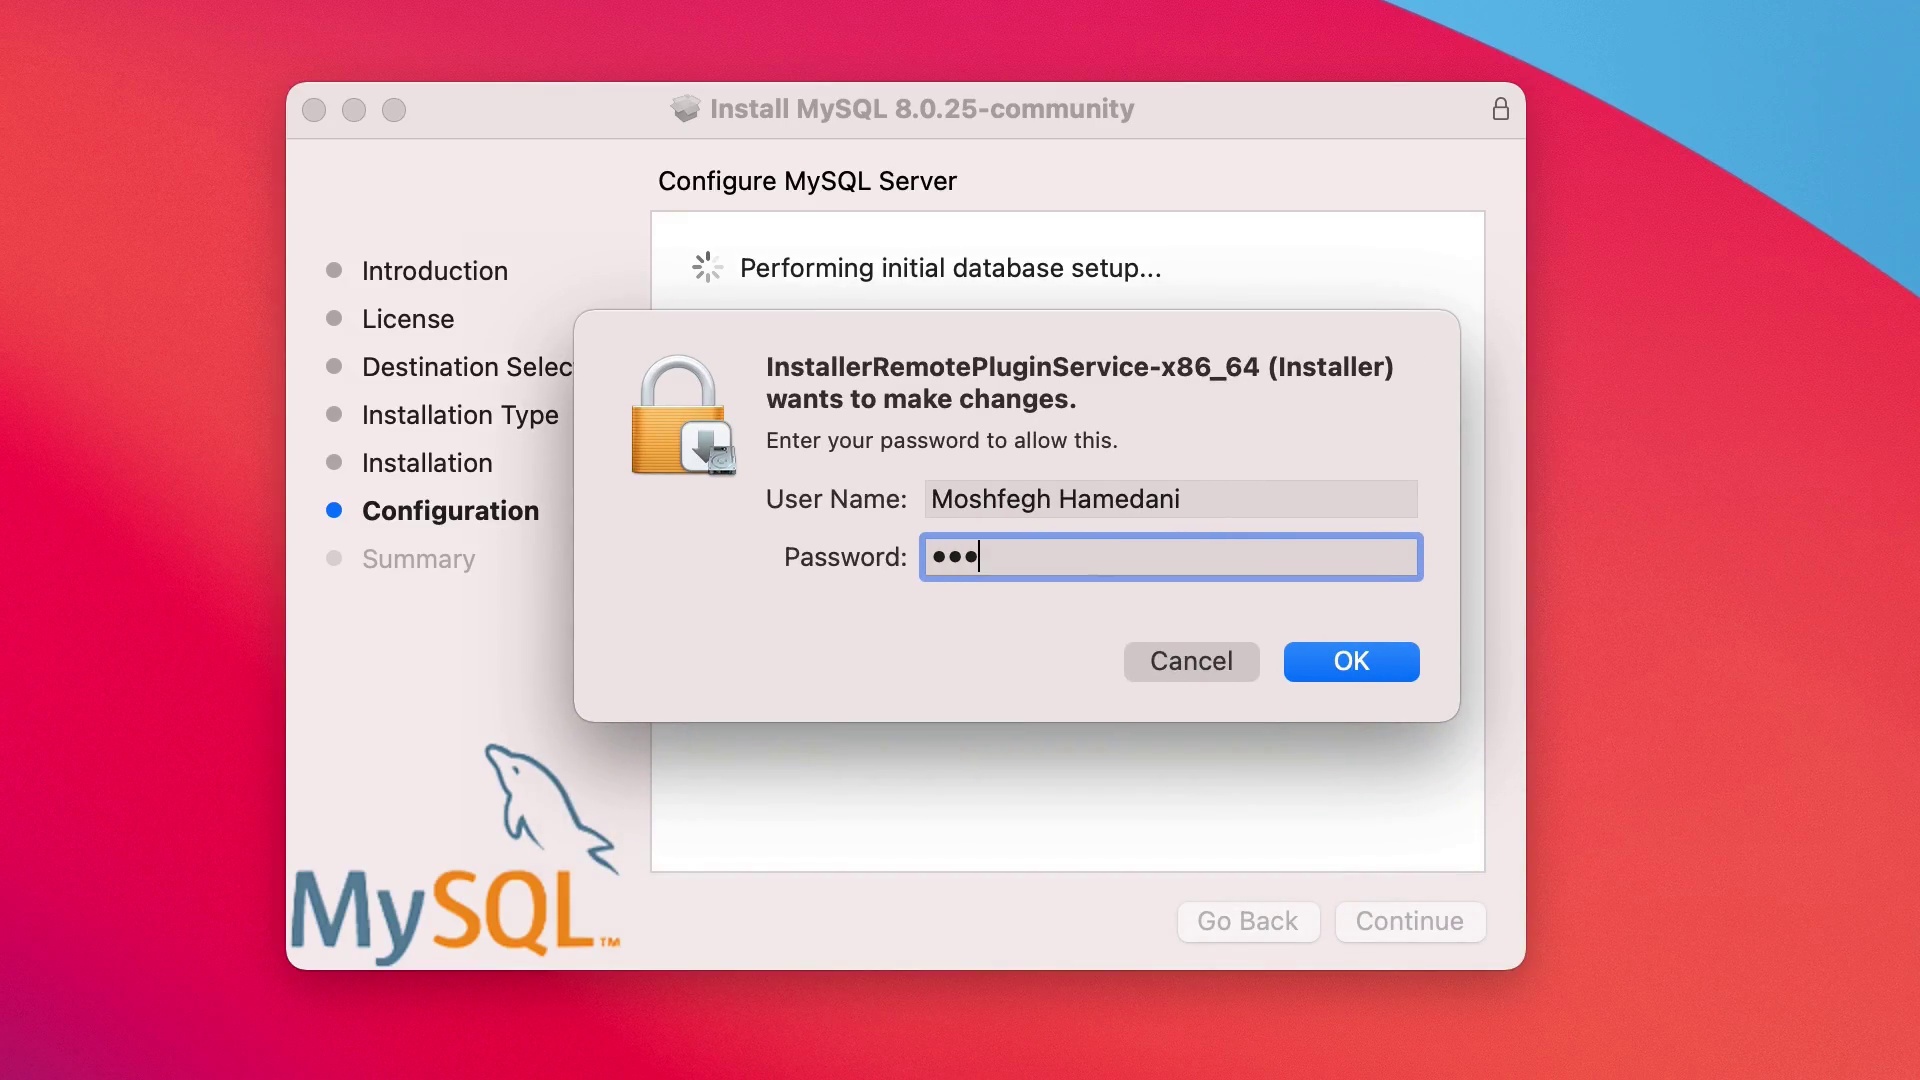 Install MySQL 8.0.25-community
Configure MySQL Server
Performing initial database setup...
Introduction
License
Destination Selec
Installation Type
Installation
Configuration
Summary
InstallerRemotePluginService-x86_64 (Installer)
wants to make changes.
Enter your password to allow this.
User Name: Moshfegh Hamedani
Password: •••
Cancel OK
MySQL™
Go Back Continue